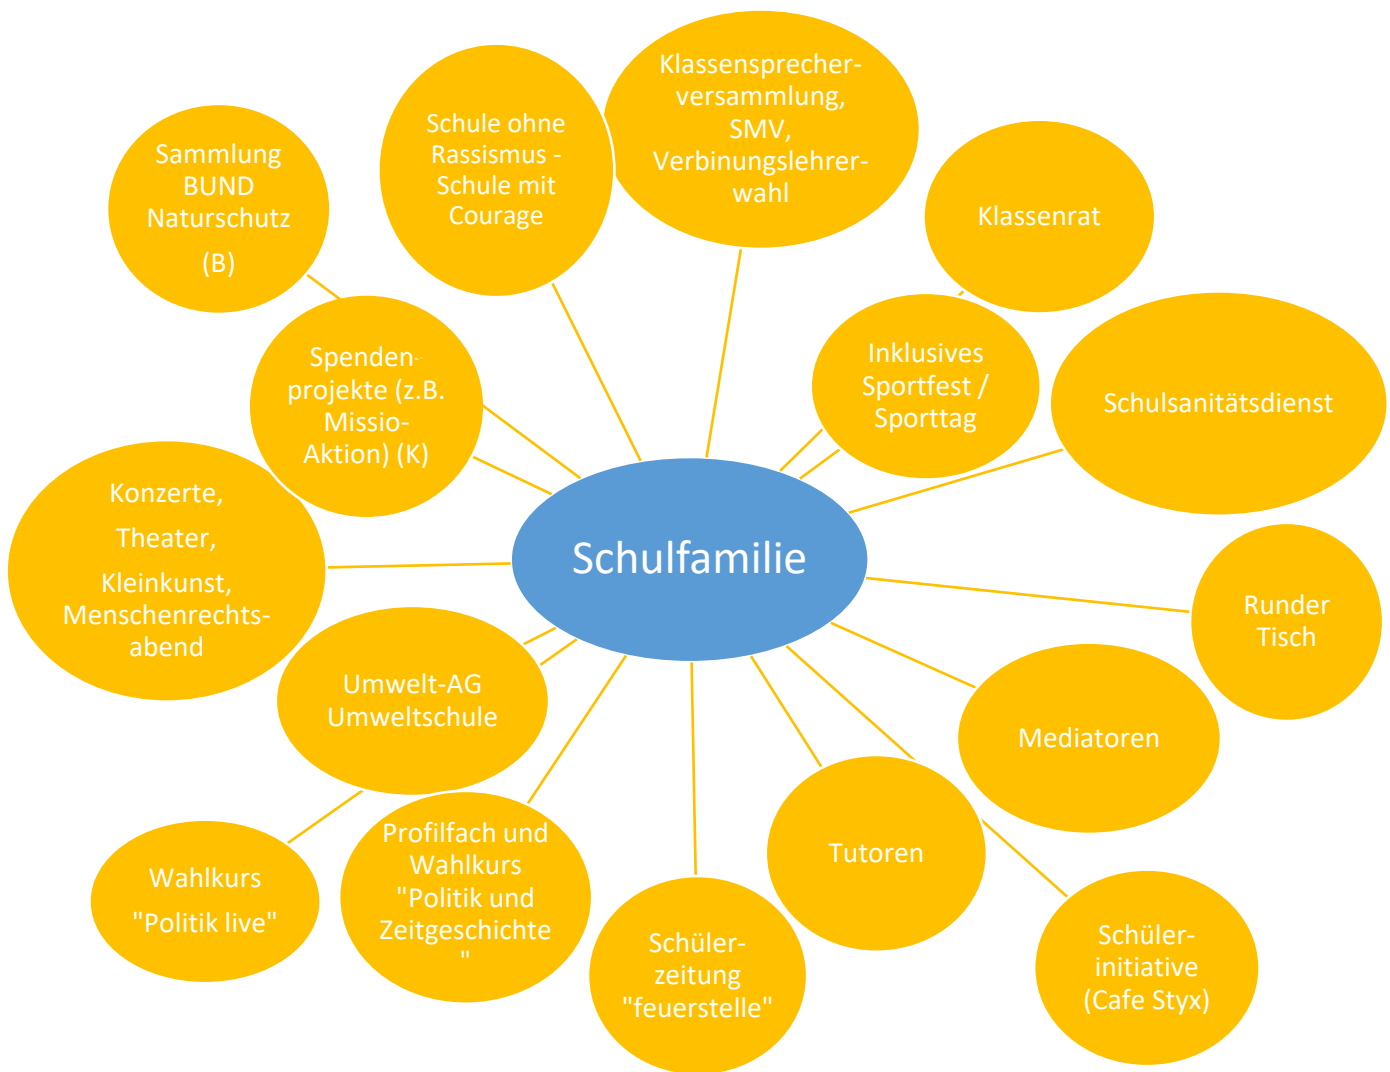 Klassensprecher-
versammlung,
SMV,
Verbinungslehrer-
wahl
Klassenrat
Inklusives
Sportfest /
Sporttag
Schulsanitätsdienst
Runder
Tisch
Mediatoren
Schüler-
initiative
(Cafe Styx)
Tutoren
Schüler-
zeitung
"feuerstelle"
Profilfach und
Wahlkurs
"Politik und
Zeitgeschichte
"
Wahlkurs
"Politik live"
Umwelt-AG
Umweltschule
Konzerte,
Theater,
Kleinkunst,
Menschenrechts-
abend
Spenden-
projekte (z.B.
Missio-
Aktion) (K)
Sammlung
BUND
Naturschutz
(B)
Schule ohne
Rassismus -
Schule mit
Courage
Schulfamilie